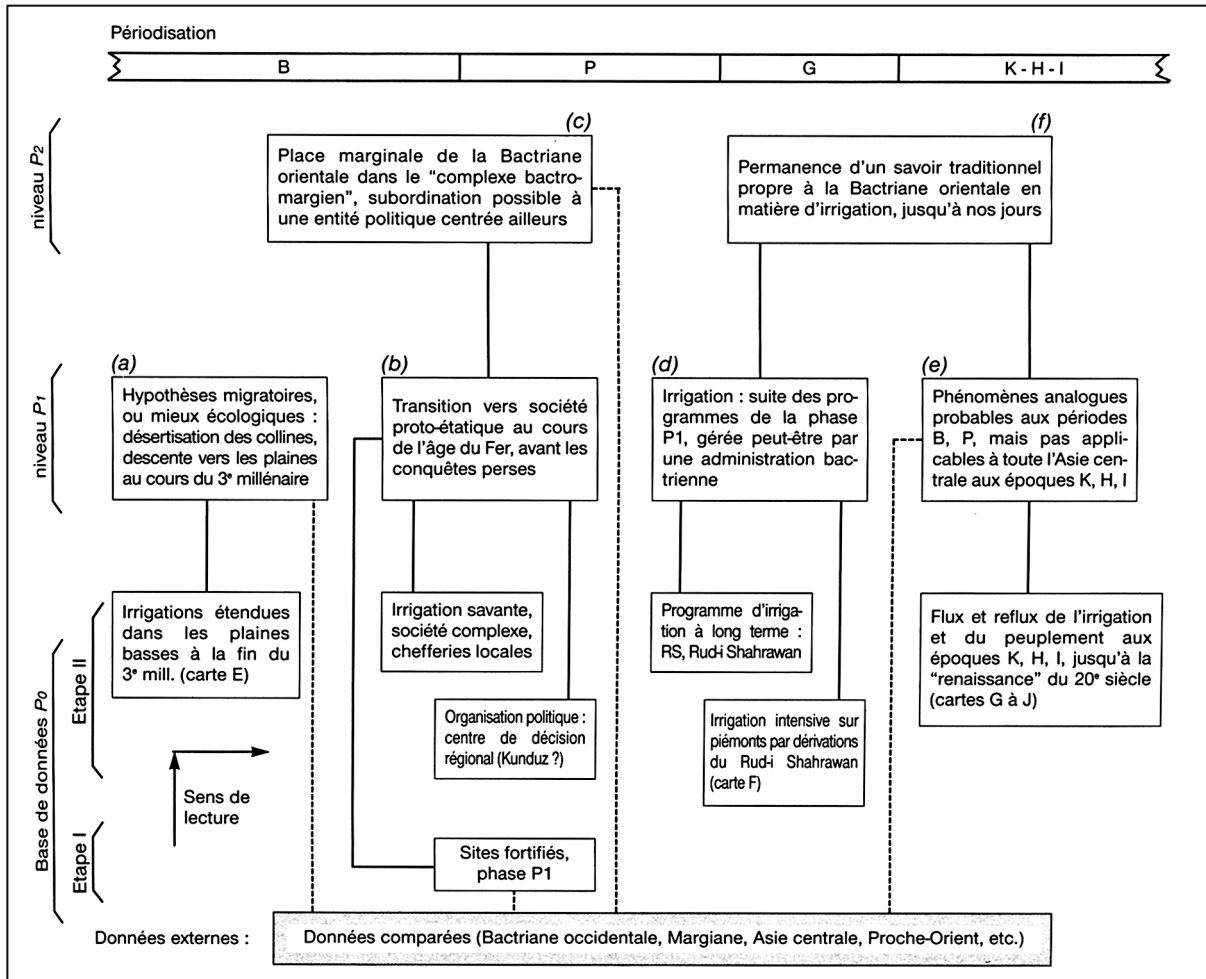 Périodisation
B
P
G
K - H - I
niveau P2
(c)
Place marginale de la Bactriane
orientale dans le “complexe bactro-
margien”, subordination possible à
une entité politique centrée ailleurs
(f)
Permanence d’un savoir traditionnel
propre à la Bactriane orientale en
matière d’irrigation, jusqu’à nos jours
niveau P1
(a)
Hypothèses migratoires,
ou mieux écologiques :
désertisation des collines,
descente vers les plaines
au cours du 3e millénaire
(b)
Transition vers société
proto-étatique au cours
de l’âge du Fer, avant les
conquêtes perses
(d)
Irrigation : suite des pro-
grammes de la phase
P1, gérée peut-être par
une administration bac-
trienne
(e)
Phénomènes analogues
probables aux périodes
B, P, mais pas appli-
cables à toute l’Asie cen-
trale aux époques K, H, I
Base de données P0
Etape II
Irrigations étendues
dans les plaines
basses à la fin du
3e mill. (carte E)
Irrigation savante,
société complexe,
chefferies locales
Organisation politique :
centre de décision
régional (Kunduz ?)
Programme d’irriga-
tion à long terme :
RS, Rud-i Shahrawan
Irrigation intensive sur
piémonts par dérivations
du Rud-i Shahrawan
(carte F)
Flux et reflux de l’irrigation
et du peuplement aux
époques K, H, I, jusqu’à la
“renaissance” du 20e siècle
(cartes G à J)
Sens de
lecture
Etape I
Sites fortifiés,
phase P1
Données externes :
Données comparées (Bactriane occidentale, Margiane, Asie centrale, Proche-Orient, etc.)